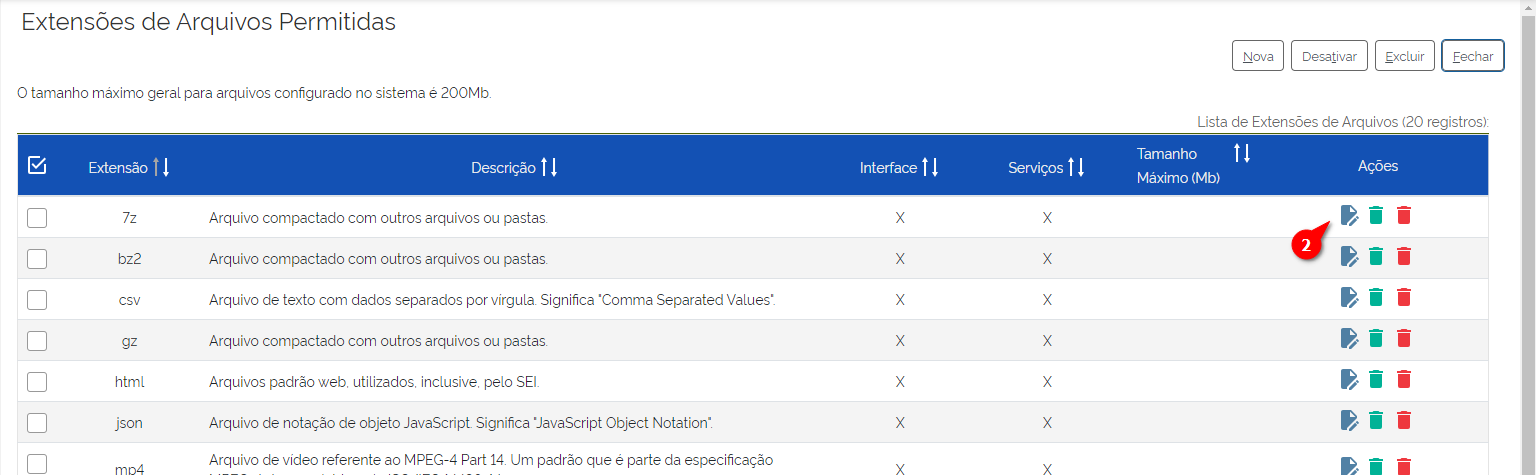 Extensões de Arquivos Permitidas
Nova Desativar Excluir Fechar
O tamanho máximo geral para arquivos configurado no sistema é 200Mb.
Lista de Extensões de Arquivos (20 registros):
Extensão Descrição Interface Serviços Tamanho Máximo (Mb) Ações
7z Arquivo compactado com outros arquivos ou pastas. X X
2
bz2 Arquivo compactado com outros arquivos ou pastas. X X
csv Arquivo de texto com dados separados por vírgula. Significa "Comma Separated Values". X X
gz Arquivo compactado com outros arquivos ou pastas. X X
html Arquivos padrão web, utilizados, inclusive, pelo SEI. X X
json Arquivo de notação de objeto JavaScript. Significa "JavaScript Object Notation". X X
mp4 Arquivo de vídeo referente ao MPEG-4 Part 14. Um padrão que é parte da especificação X X